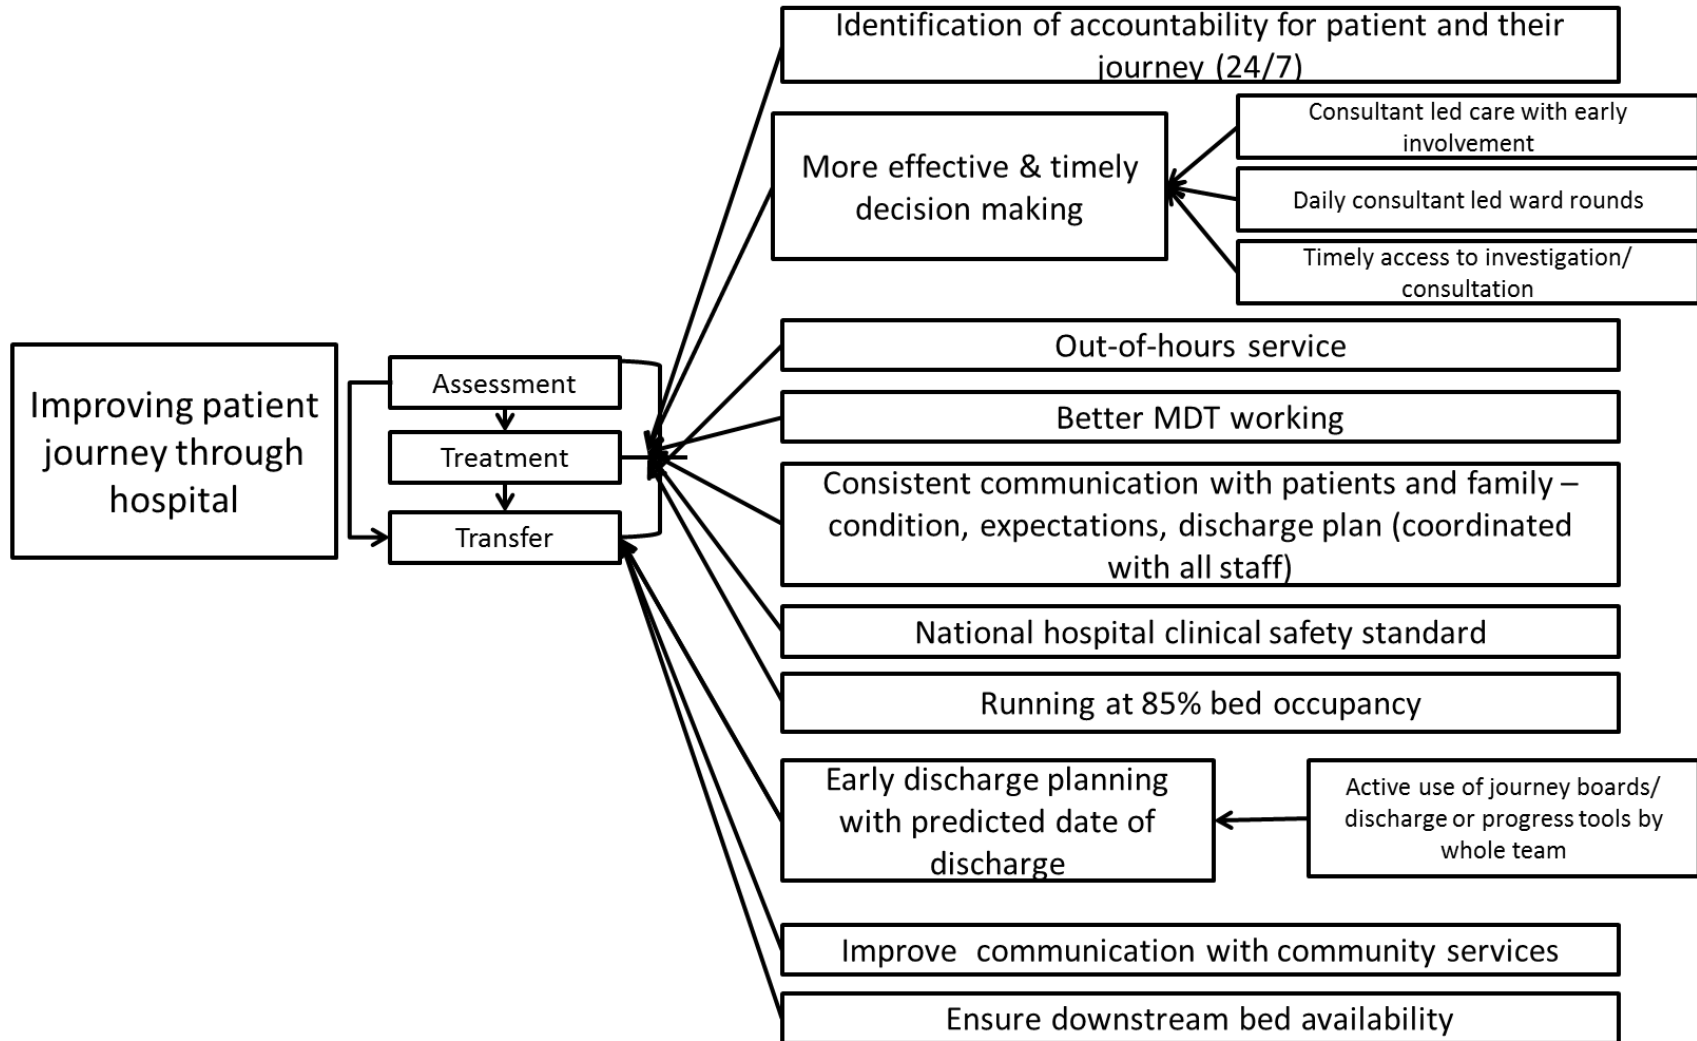 Identification of accountability for patient and their
journey (24/7)
More effective & timely
decision making
Consultant led care with early
involvement
Daily consultant led ward rounds
Timely access to investigation/
consultation
Improving patient
journey through
hospital
Assessment
Treatment
Transfer
Out-of-hours service
Better MDT working
Consistent communication with patients and family –
condition, expectations, discharge plan (coordinated
with all staff)
National hospital clinical safety standard
Running at 85% bed occupancy
Early discharge planning
with predicted date of
discharge
Active use of journey boards/
discharge or progress tools by
whole team
Improve  communication with community services
Ensure downstream bed availability